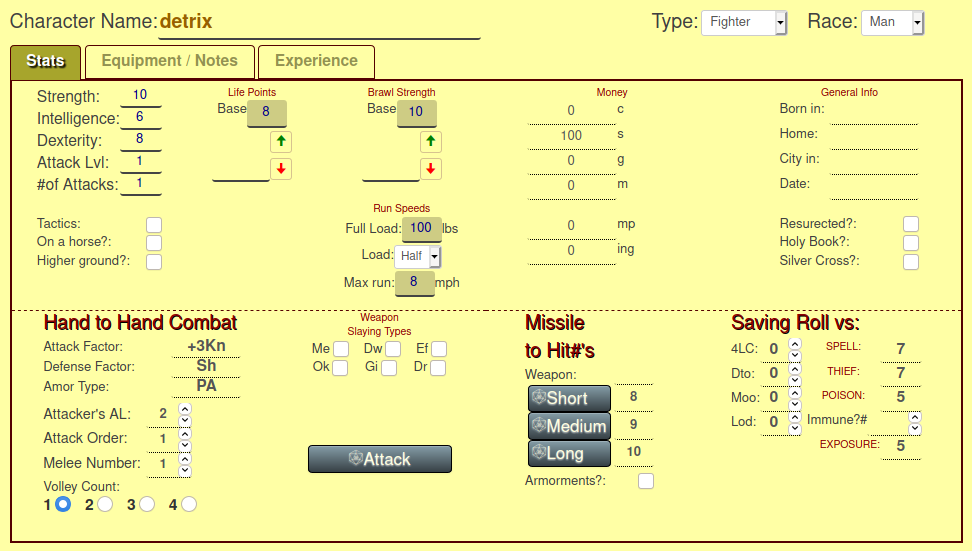 Character Name: detrix Type: Fighter Race: Man
Stats Equipment / Notes Experience
Strength: 10
Intelligence: 6
Dexterity: 8
Attack Lvl: 1
#of Attacks: 1
Life Points
Base 8
Brawl Strength
Base 10
Money
0 c
100 s
0 g
0 m
0 mp
0 ing
General Info
Born in:
Home:
City in:
Date:
Tactics:
On a horse?:
Higher ground?:
Run Speeds
Full Load: 100 lbs
Load: Half
Max run: 8 mph
Resurected?:
Holy Book?:
Silver Cross?:
Hand to Hand Combat
Attack Factor: +3Kn
Defense Factor: Sh
Amor Type: PA
Attacker's AL: 2
Attack Order: 1
Melee Number: 1
Volley Count:
1 2 3 4
Weapon
Slaying Types
Me Dw Ef
Ok Gi Dr
Attack
Missile
to Hit#'s
Weapon:
Short 8
Medium 9
Long 10
Armorments?:
Saving Roll vs:
4LC: 0 SPELL: 7
Dto: 0 THIEF: 7
Moo: 0 POISON: 5
Lod: 0 Immune?#
EXPOSURE: 5